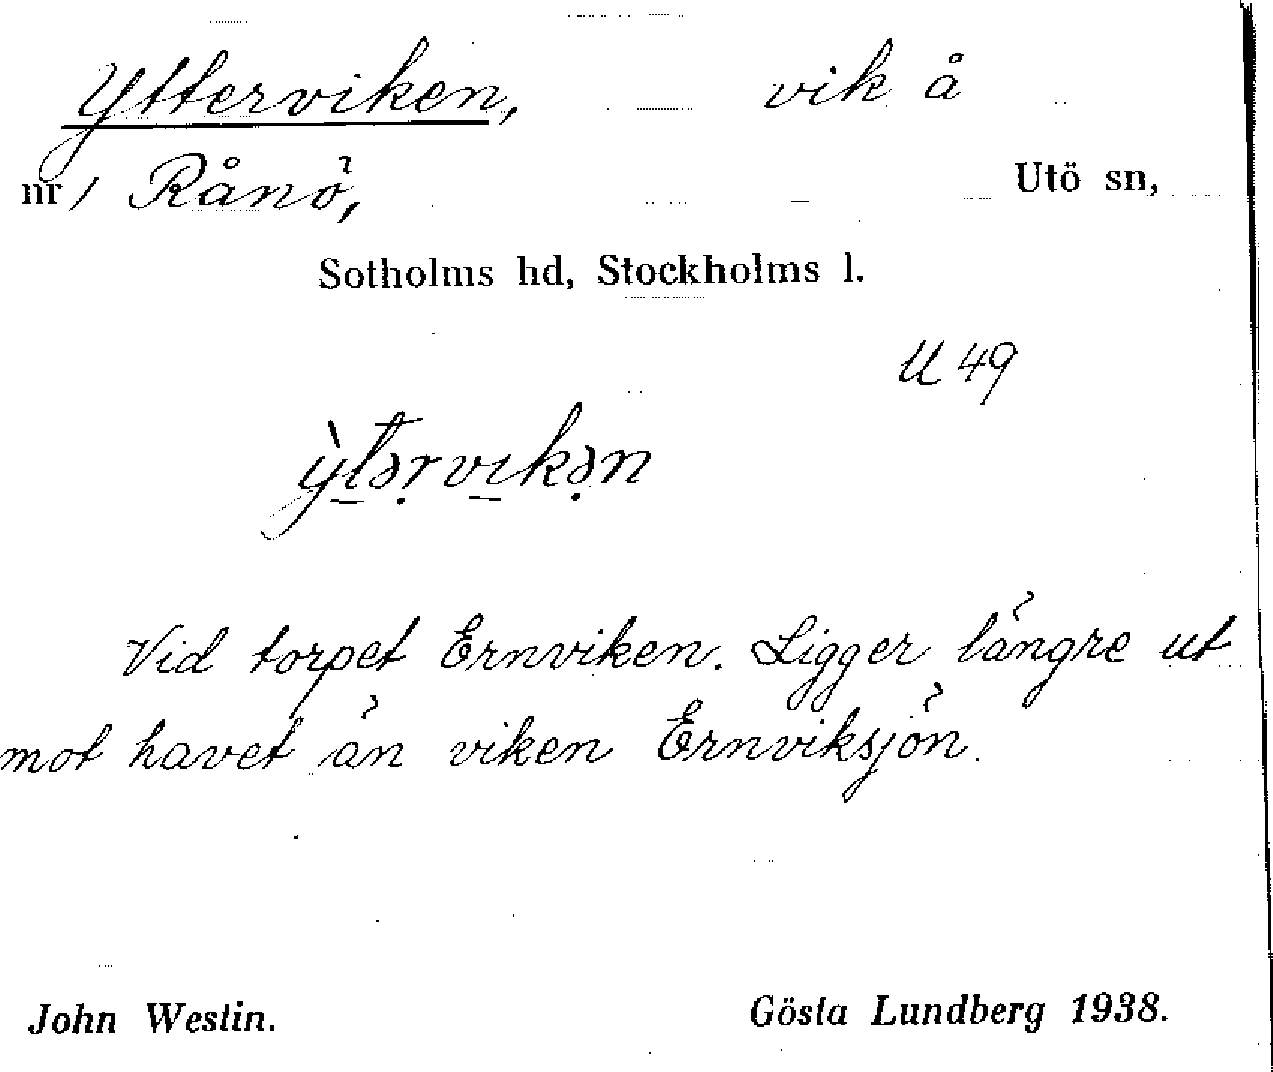 Ytterviken, vik å
nr 1 Rånö, Utö sn,
Sotholms hd, Stockholms l.
U 49
ỳtərvıkən
Vid torpet Ernviken. Ligger längre ut
mot havet än viken Ernviksjön.
John Westin. Gösta Lundberg 1938.